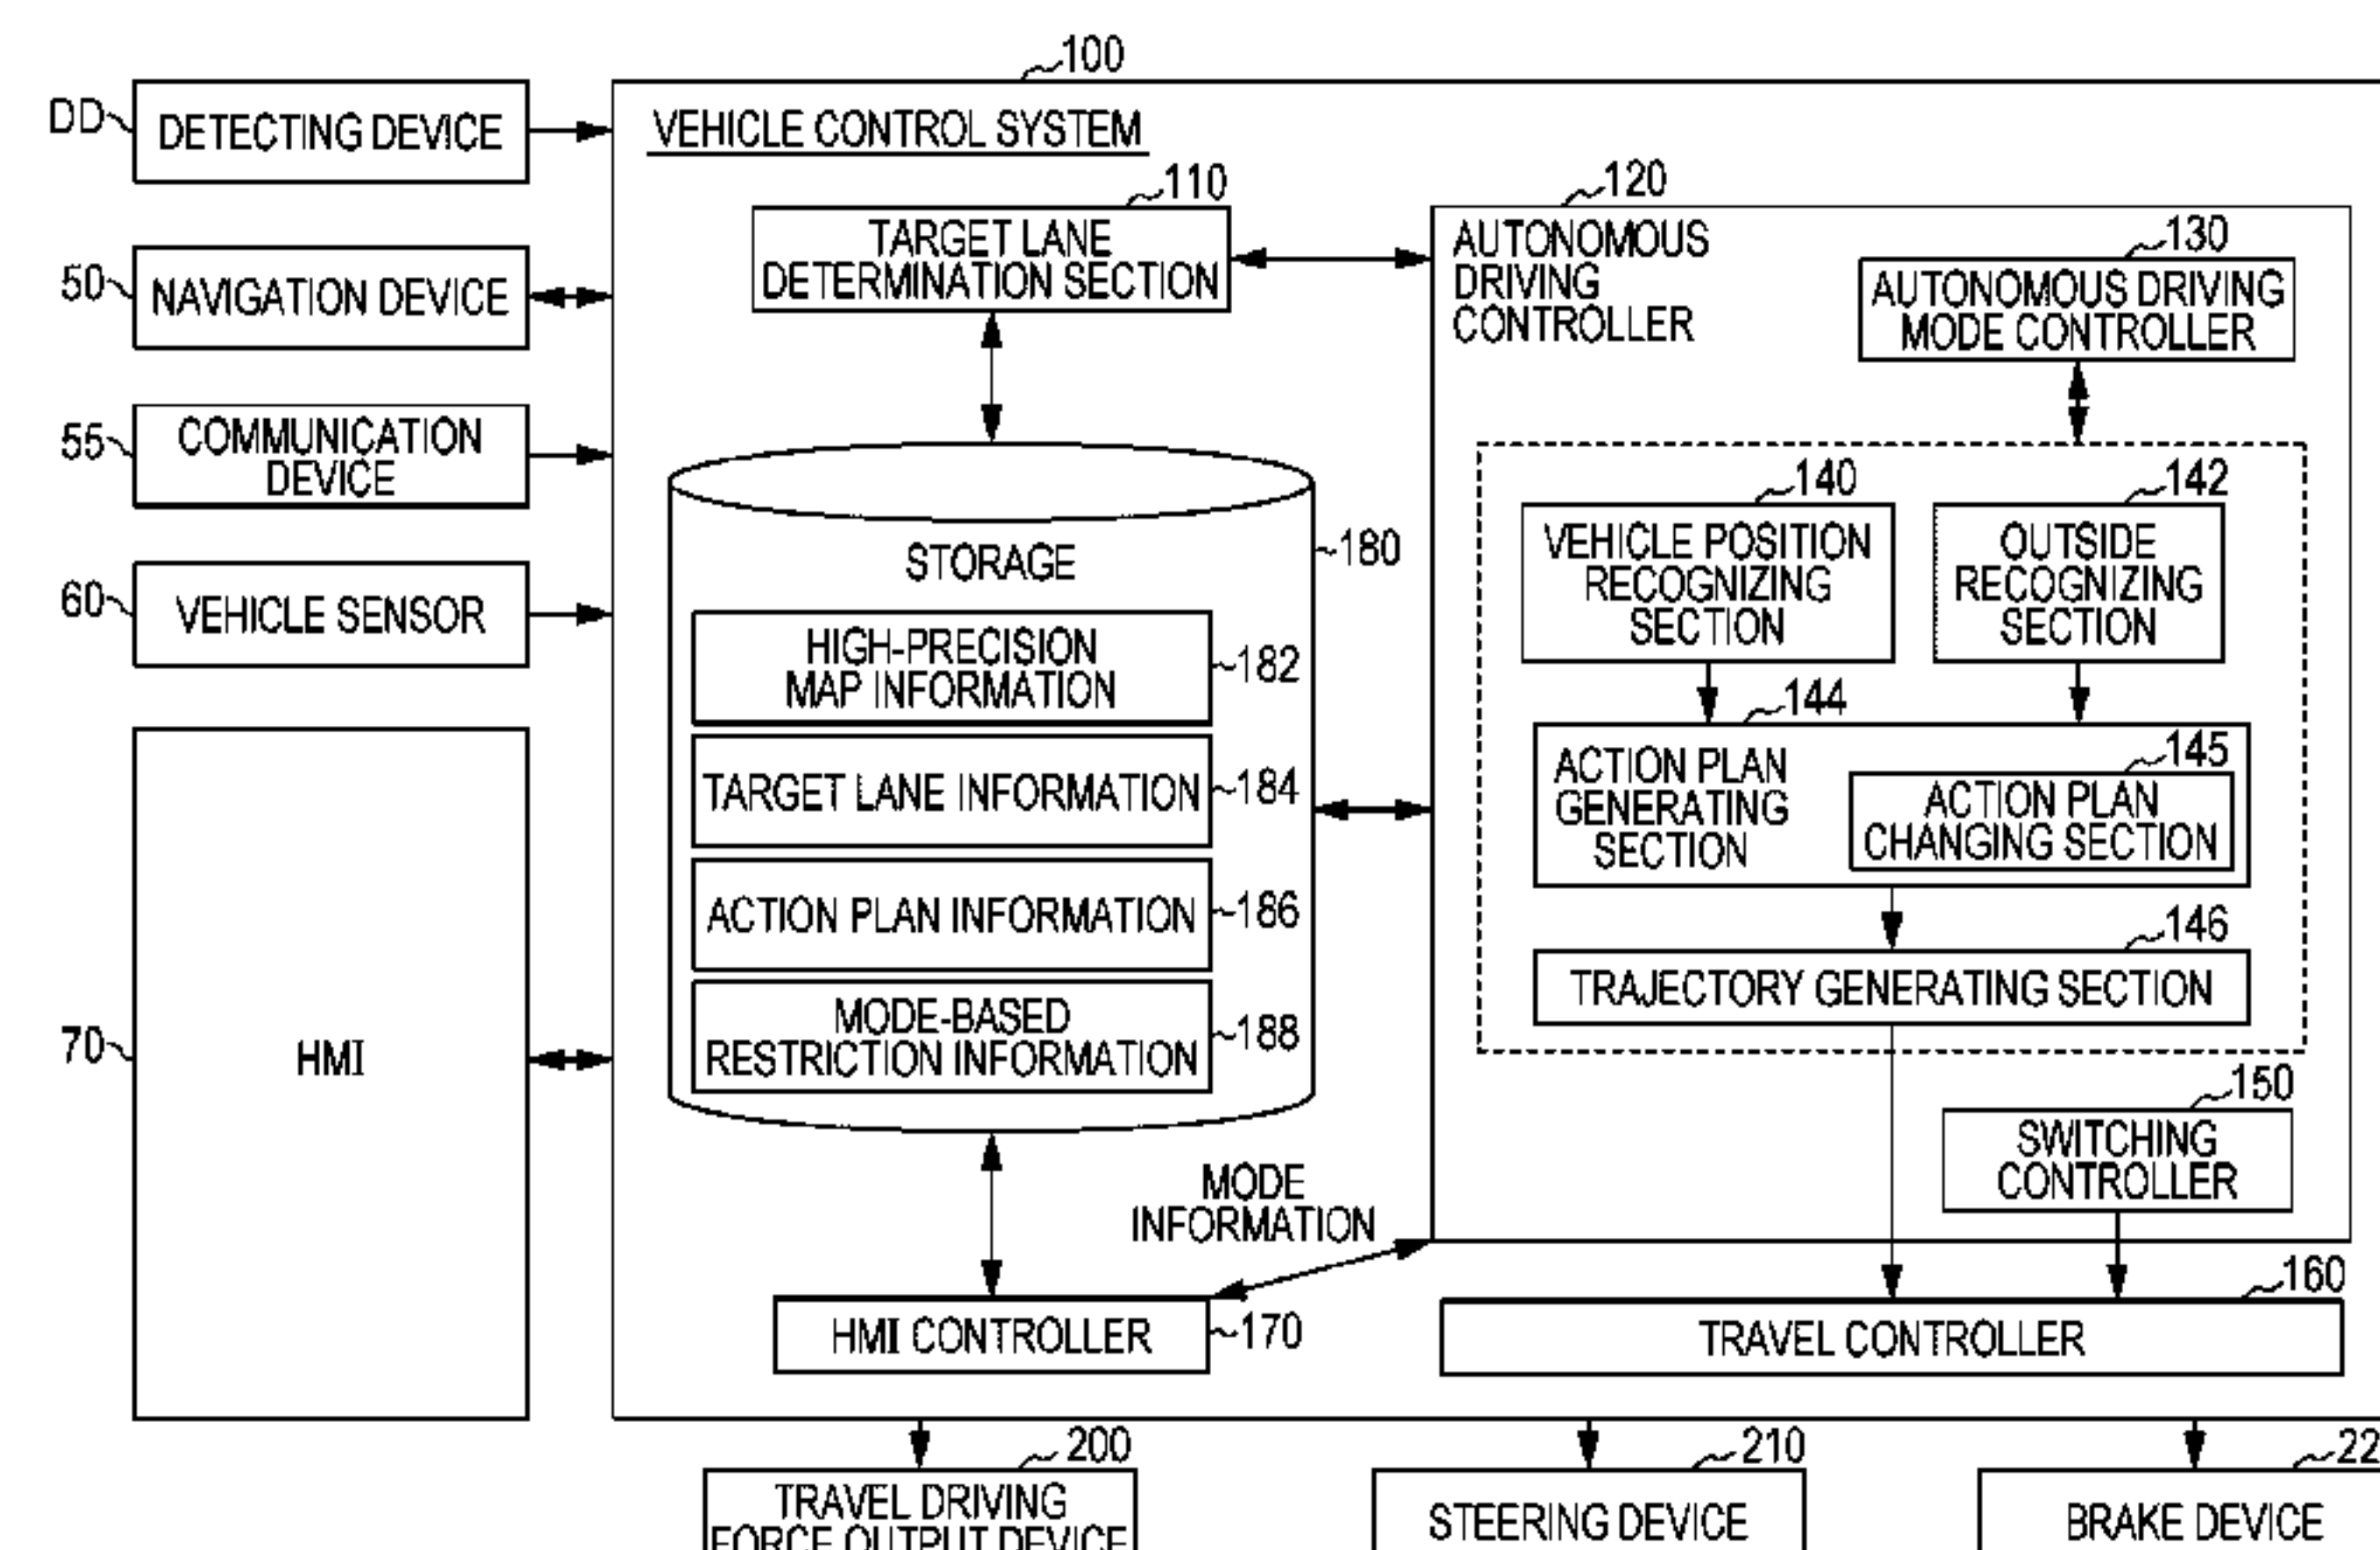 100
DD
DETECTING DEVICE
VEHICLE CONTROL SYSTEM
110
120
TARGET LANE
DETERMINATION SECTION
AUTONOMOUS
DRIVING
CONTROLLER
130
AUTONOMOUS DRIVING
MODE CONTROLLER
50
NAVIGATION DEVICE
55
COMMUNICATION
DEVICE
60
VEHICLE SENSOR
70
HMI
STORAGE
180
HIGH-PRECISION
MAP INFORMATION
182
TARGET LANE INFORMATION
184
ACTION PLAN INFORMATION
186
MODE-BASED
RESTRICTION INFORMATION
188
140
VEHICLE POSITION
RECOGNIZING
SECTION
142
OUTSIDE
RECOGNIZING
SECTION
144
ACTION PLAN
GENERATING
SECTION
145
ACTION PLAN
CHANGING SECTION
146
TRAJECTORY GENERATING SECTION
150
SWITCHING
CONTROLLER
MODE
INFORMATION
160
HMI CONTROLLER
170
TRAVEL CONTROLLER
200
TRAVEL DRIVING
FORCE OUTPUT DEVICE
210
STEERING DEVICE
22
BRAKE DEVICE